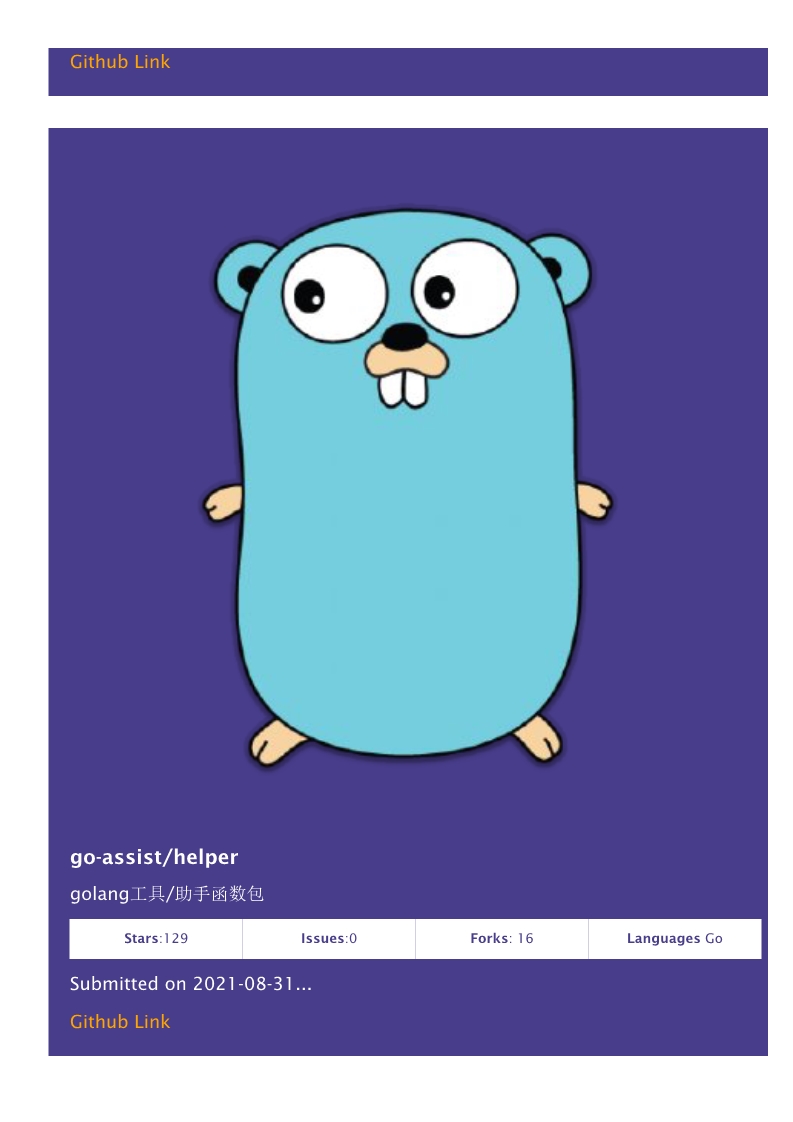 Github Link
go-assist/helper
golang工具/助手函数包
Stars:129 Issues:0 Forks: 16 Languages Go
Submitted on 2021-08-31...
Github Link